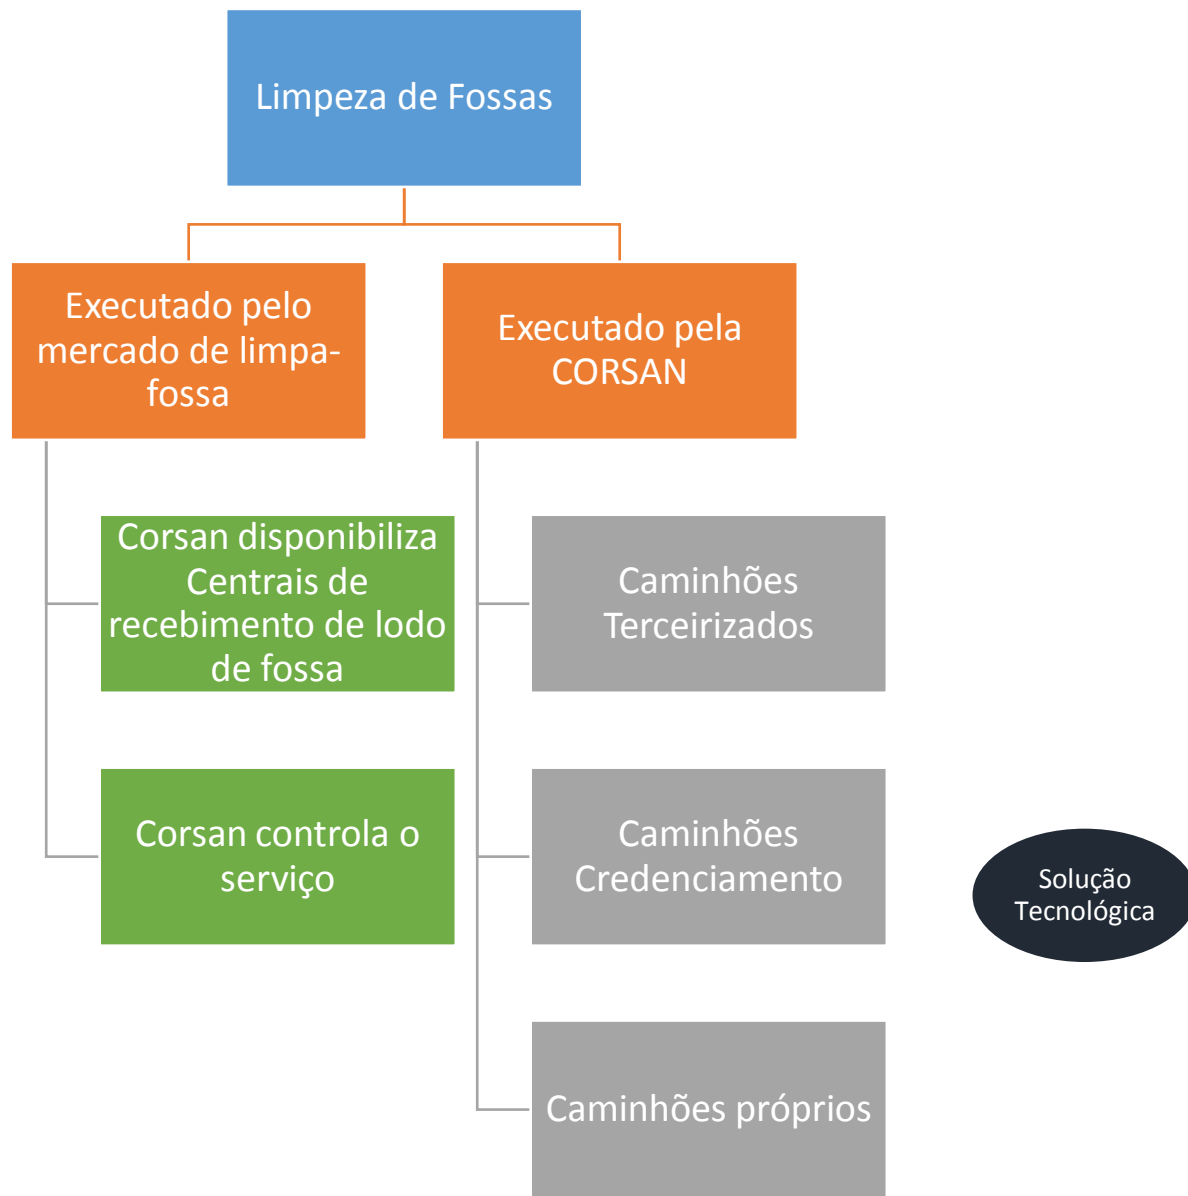 Limpeza de Fossas
Executado pelo
mercado de limpa-
fossa
Executado pela
CORSAN
Corsan disponibiliza
Centrais de
recebimento de lodo
de fossa
Corsan controla o
serviço
Caminhões
Terceirizados
Caminhões
Credenciamento
Caminhões próprios
Solução
Tecnológica